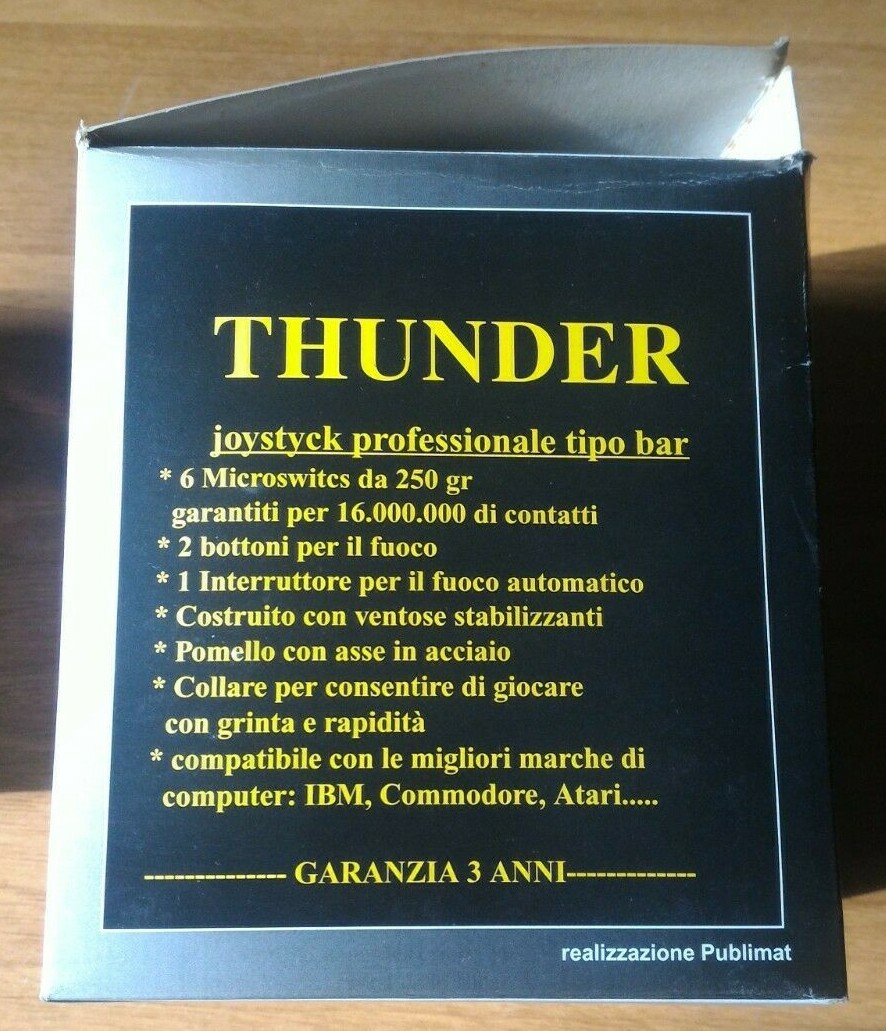 THUNDER
joystyck professionale tipo bar
* 6 Microswitcs da 250 gr
garantiti per 16.000.000 di contatti
* 2 bottoni per il fuoco
* 1 Interruttore per il fuoco automatico
* Costruito con ventose stabilizzanti
* Pomello con asse in acciaio
* Collare per consentire di giocare
con grinta e rapidità
* compatibile con le migliori marche di
computer: IBM, Commodore, Atari.....
------------- GARANZIA 3 ANNI-------------
realizzazione Publimat